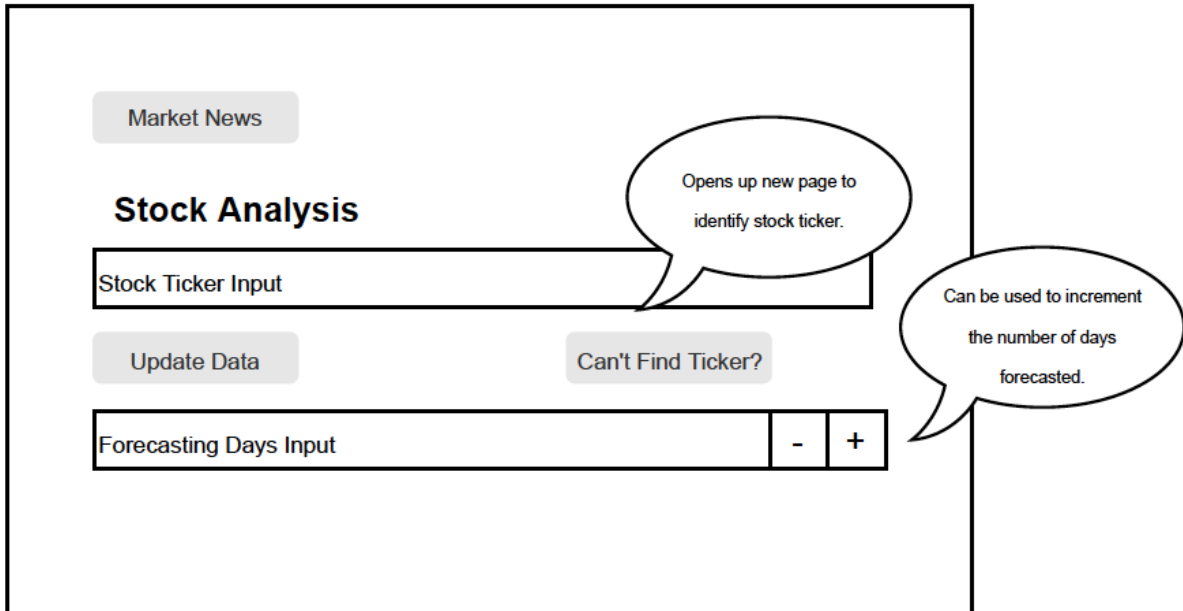 Market News
Opens up new page to
identify stock ticker.
Stock Analysis
Stock Ticker Input
Can be used to increment
the number of days
forecasted.
Update Data
Can't Find Ticker?
Forecasting Days Input
-
+